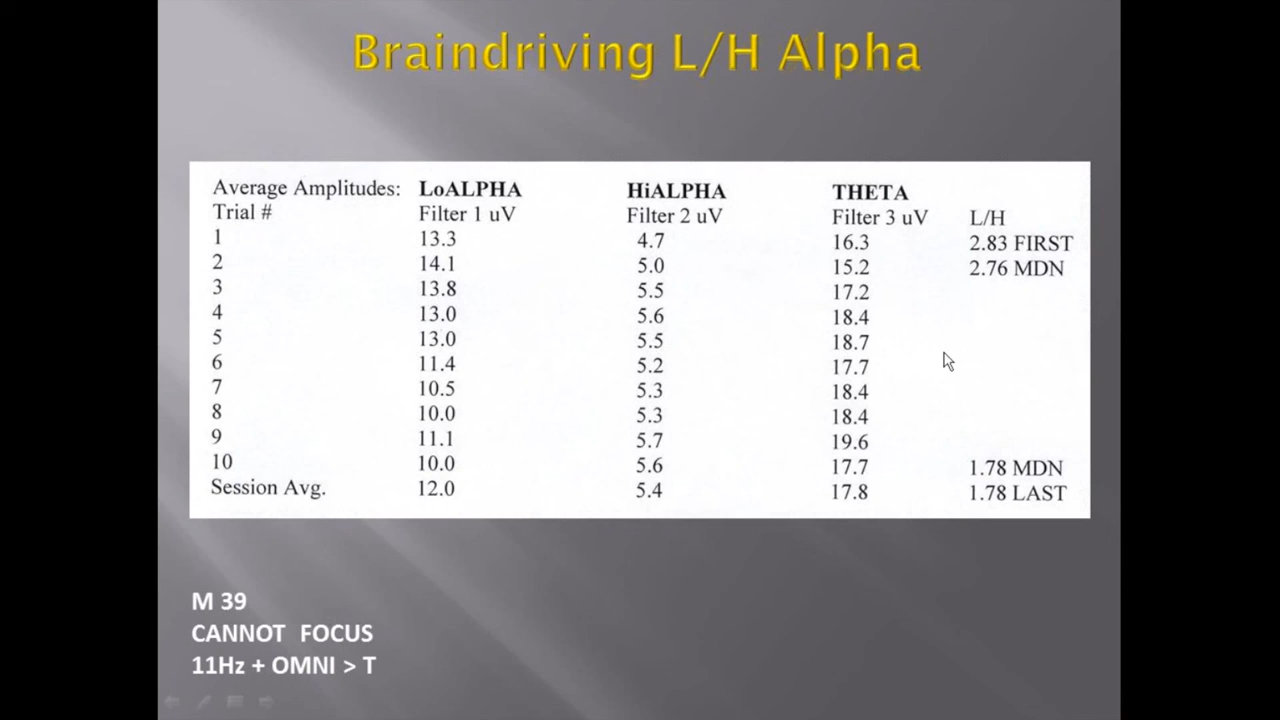 Braindriving L/H Alpha
Average Amplitudes: LoALPHA HiALPHA THETA
Trial # Filter 1 uV Filter 2 uV Filter 3 uV L/H
1 13.3 4.7 16.3 2.83 FIRST
2 14.1 5.0 15.2 2.76 MDN
3 13.8 5.5 17.2
4 13.0 5.6 18.4
5 13.0 5.5 18.7
6 11.4 5.2 17.7
7 10.5 5.3 18.4
8 10.0 5.3 18.4
9 11.1 5.7 19.6
10 10.0 5.6 17.7 1.78 MDN
Session Avg. 12.0 5.4 17.8 1.78 LAST
M 39
CANNOT FOCUS
11Hz + OMNI > T